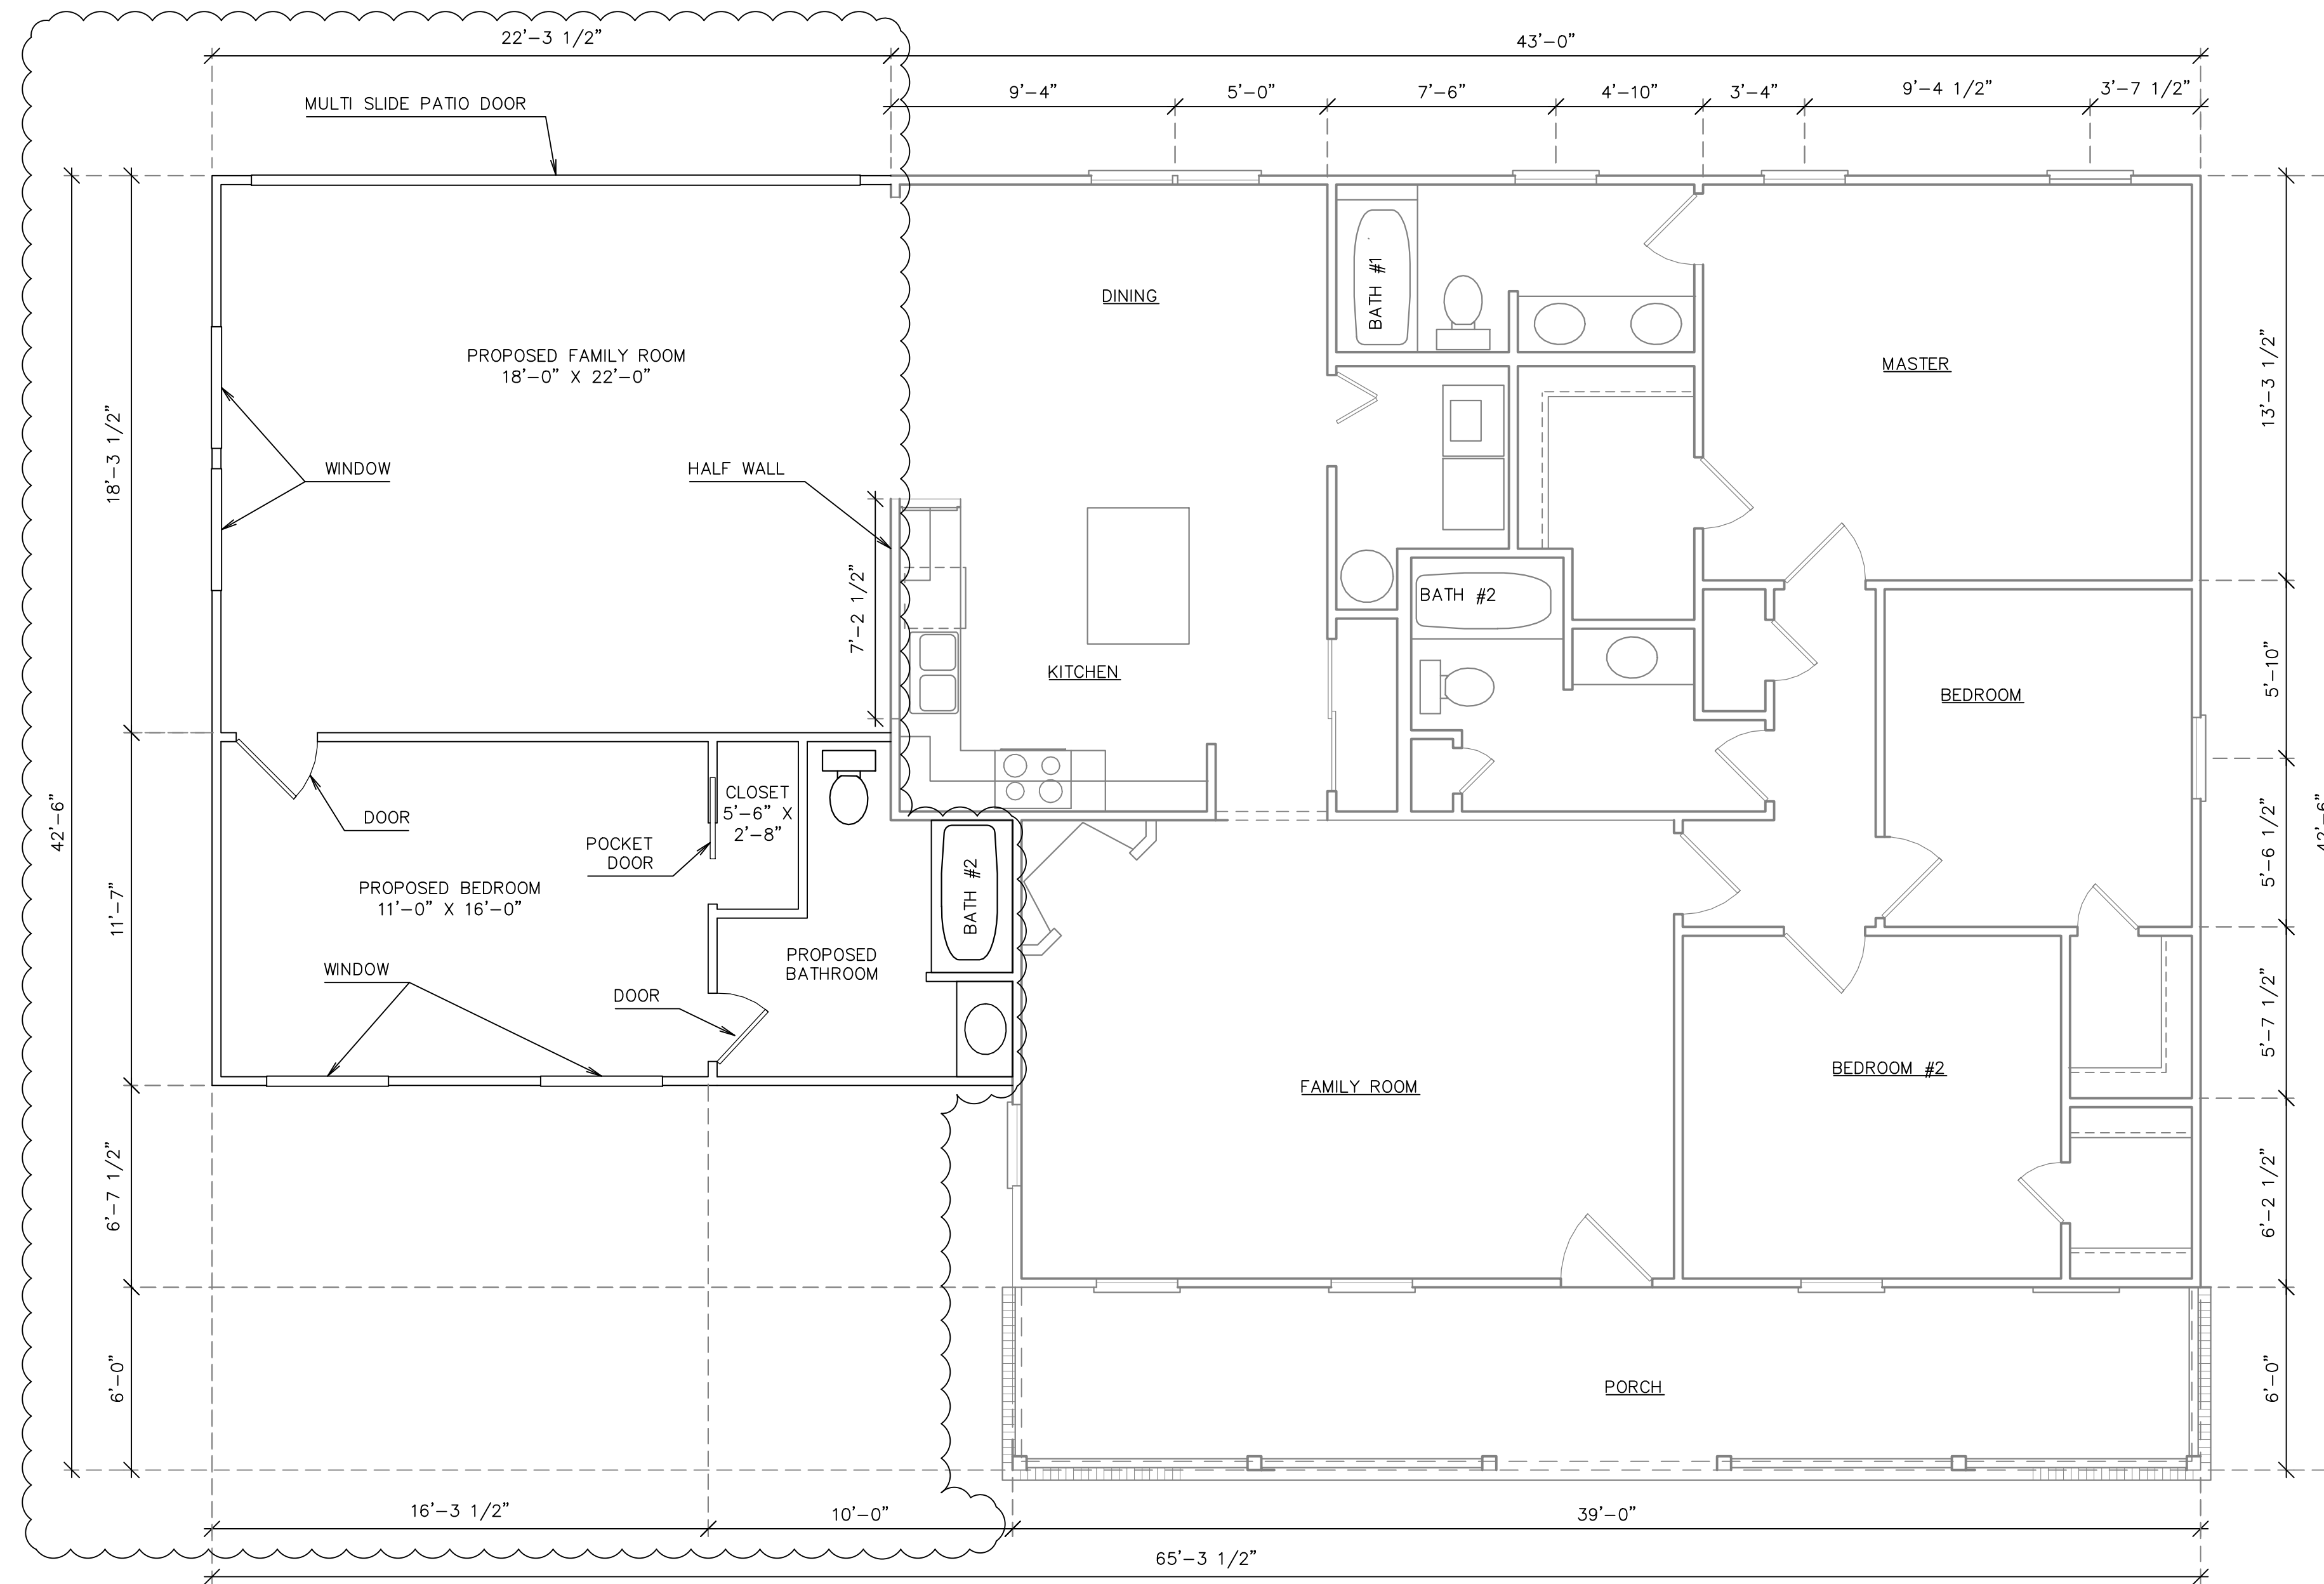 22'-3 1/2"
43'-0"
9'-4"
5'-0"
7'-6"
4'-10"
3'-4"
9'-4 1/2"
3'-7 1/2"
MULTI SLIDE PATIO DOOR
BATH #1
DINING
PROPOSED FAMILY ROOM
18'-0" X 22'-0"
MASTER
13'-3 1/2"
18'-3 1/2"
WINDOW
HALF WALL
7'-2 1/2"
BATH #2
KITCHEN
BEDROOM
5'-10"
42'-6"
DOOR
CLOSET
5'-6" X
2'-8"
POCKET
DOOR
5'-6 1/2"
42'-6"
11'-7"
PROPOSED BEDROOM
11'-0" X 16'-0"
BATH #2
PROPOSED
BATHROOM
WINDOW
DOOR
5'-7 1/2"
FAMILY ROOM
BEDROOM #2
6'-7 1/2"
6'-2 1/2"
6'-0"
PORCH
6'-0"
16'-3 1/2"
10'-0"
39'-0"
65'-3 1/2"